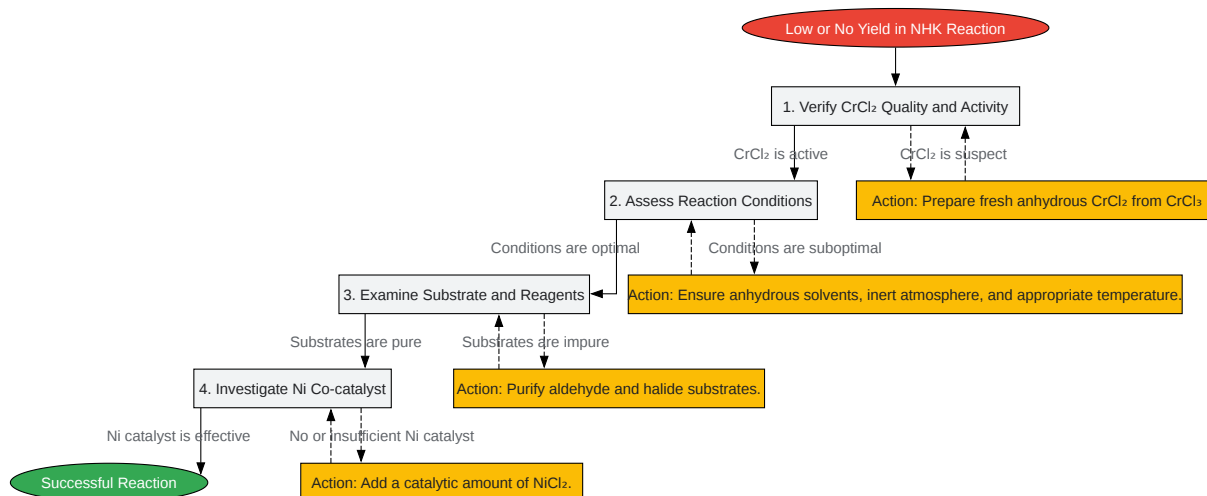 Low or No Yield in NHK Reaction
1. Verify CrCl₂ Quality and Activity
CrCl₂ is active
CrCl₂ is suspect
2. Assess Reaction Conditions
Action: Prepare fresh anhydrous CrCl₂ from CrCl₃
Conditions are optimal
Conditions are suboptimal
3. Examine Substrate and Reagents
Action: Ensure anhydrous solvents, inert atmosphere, and appropriate temperature.
Substrates are pure
Substrates are impure
4. Investigate Ni Co-catalyst
Action: Purify aldehyde and halide substrates.
Ni catalyst is effective
No or insufficient Ni catalyst
Successful Reaction
Action: Add a catalytic amount of NiCl₂.